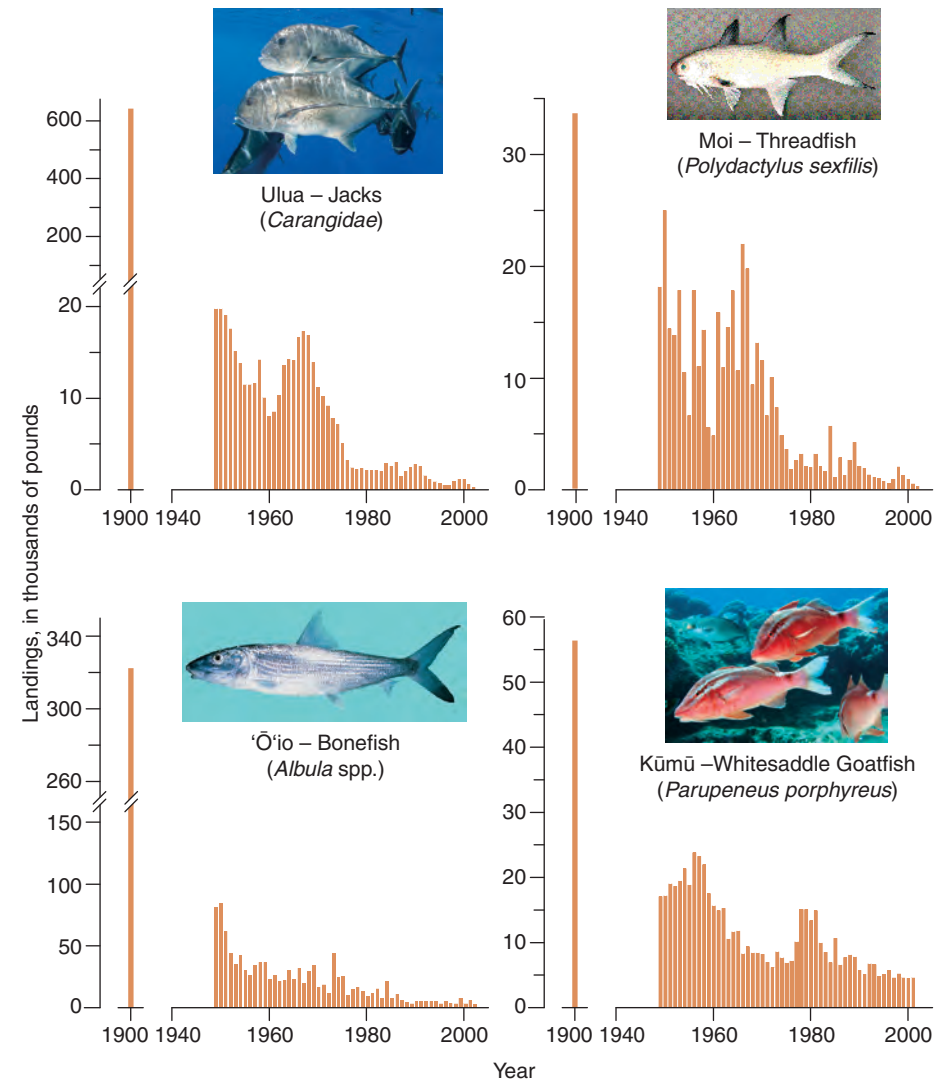 Landings, in thousands of pounds
600
400
200
20
10
0
1900 1940 1960 1980 2000
Ulua – Jacks
(Carangidae)
30
20
10
0
1900 1940 1960 1980 2000
Moi – Threadfish
(Polydactylus sexfilis)
340
300
260
150
100
50
0
1900 1940 1960 1980 2000
ʻŌʻio – Bonefish
(Albula spp.)
60
50
40
30
20
10
0
1900 1940 1960 1980 2000
Kūmū –Whitesaddle Goatfish
(Parupeneus porphyreus)
Year